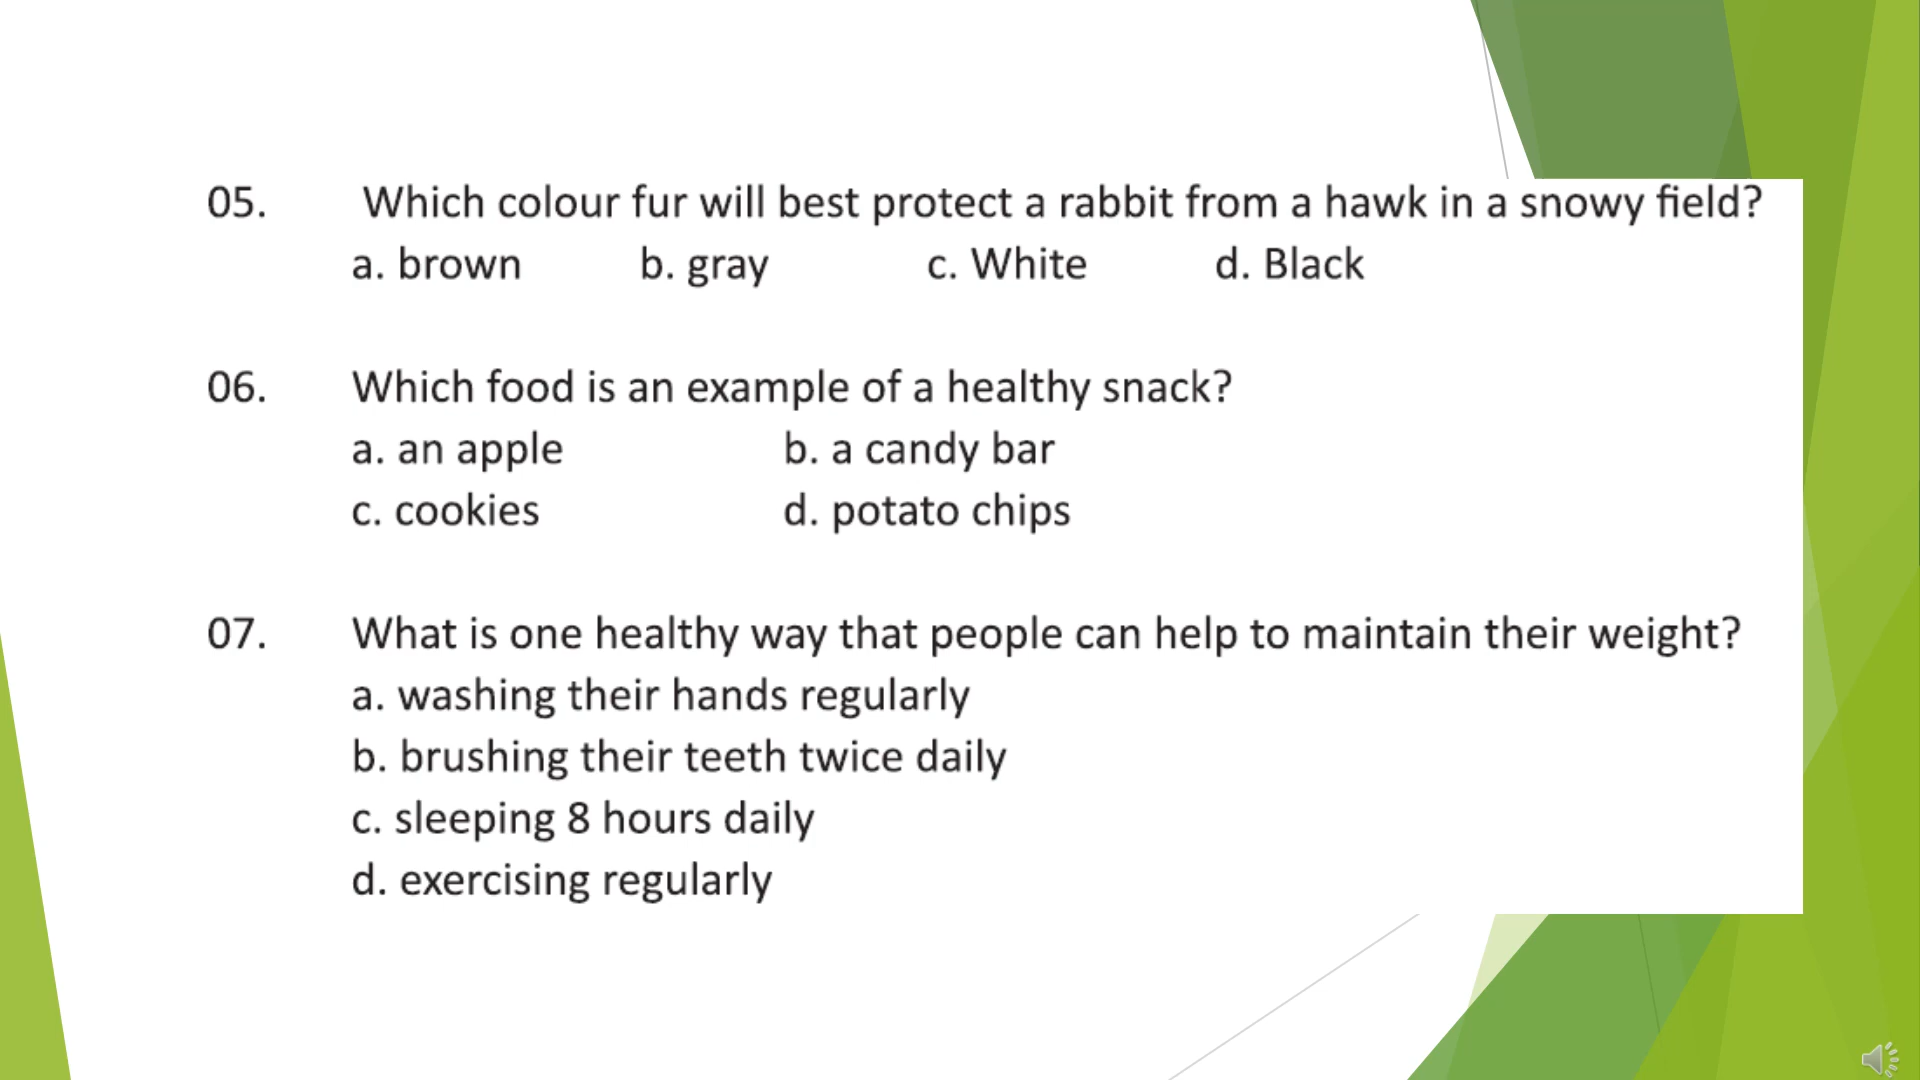 05. Which colour fur will best protect a rabbit from a hawk in a snowy field?
a. brown b. gray c. White d. Black
06. Which food is an example of a healthy snack?
a. an apple b. a candy bar
c. cookies d. potato chips
07. What is one healthy way that people can help to maintain their weight?
a. washing their hands regularly
b. brushing their teeth twice daily
c. sleeping 8 hours daily
d. exercising regularly